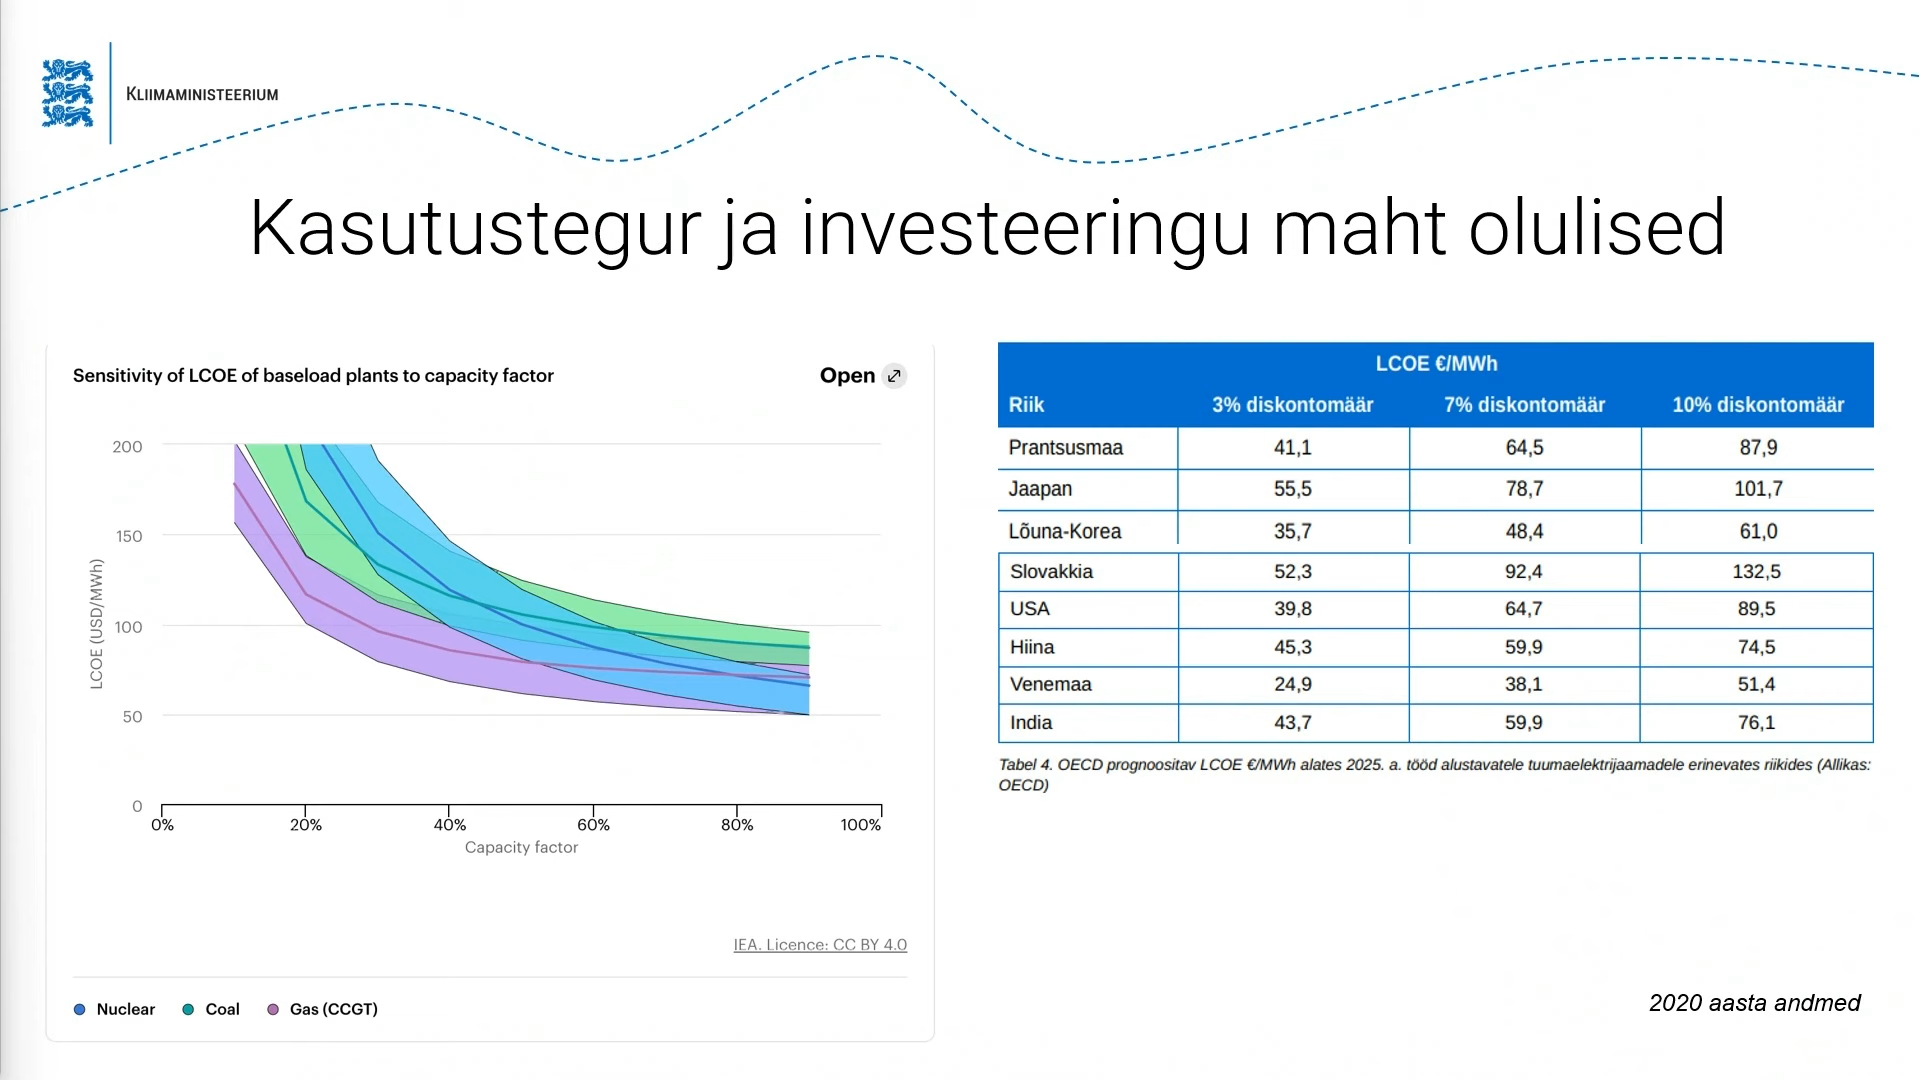 KLIIMAMINISTEERIUM
Kasutustegur ja investeeringu maht olulised
Sensitivity of LCOE of baseload plants to capacity factor
Open
LCOE (USD/MWh)
200
150
100
50
0
0% 20% 40% 60% 80% 100%
Capacity factor
IEA. Licence: CC BY 4.0
Nuclear Coal Gas (CCGT)
LCOE €/MWh
Riik 3% diskontomäär 7% diskontomäär 10% diskontomäär
Prantsusmaa 41,1 64,5 87,9
Jaapan 55,5 78,7 101,7
Lõuna-Korea 35,7 48,4 61,0
Slovakkia 52,3 92,4 132,5
USA 39,8 64,7 89,5
Hiina 45,3 59,9 74,5
Venemaa 24,9 38,1 51,4
India 43,7 59,9 76,1
Tabel 4. OECD prognoositav LCOE €/MWh alates 2025. a. tööd alustavatele tuumaelektrijaamadele erinevates riikides (Allikas:
OECD)
2020 aasta andmed